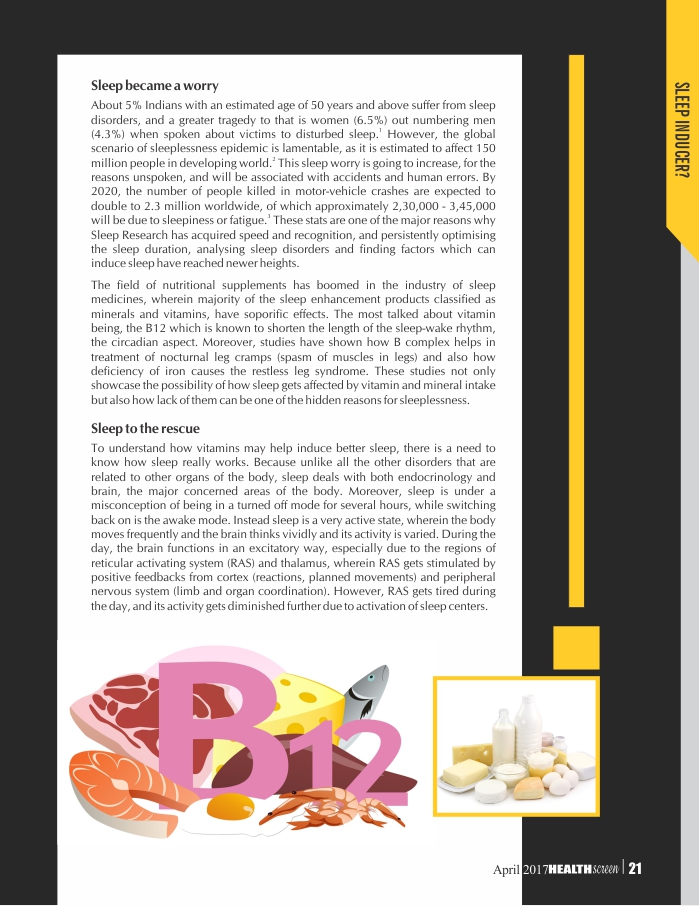 SLEEP INDUCER?
Sleep became a worry
About 5% Indians with an estimated age of 50 years and above suffer from sleep
disorders, and a greater tragedy to that is women (6.5%) out numbering men
(4.3%) when spoken about victims to disturbed sleep.1 However, the global
scenario of sleeplessness epidemic is lamentable, as it is estimated to affect 150
million people in developing world.2 This sleep worry is going to increase, for the
reasons unspoken, and will be associated with accidents and human errors. By
2020, the number of people killed in motor-vehicle crashes are expected to
double to 2.3 million worldwide, of which approximately 2,30,000 - 3,45,000
will be due to sleepiness or fatigue.3 These stats are one of the major reasons why
Sleep Research has acquired speed and recognition, and persistently optimising
the sleep duration, analysing sleep disorders and finding factors which can
induce sleep have reached newer heights.
The field of nutritional supplements has boomed in the industry of sleep
medicines, wherein majority of the sleep enhancement products classified as
minerals and vitamins, have soporific effects. The most talked about vitamin
being, the B12 which is known to shorten the length of the sleep-wake rhythm,
the circadian aspect. Moreover, studies have shown how B complex helps in
treatment of nocturnal leg cramps (spasm of muscles in legs) and also how
deficiency of iron causes the restless leg syndrome. These studies not only
showcase the possibility of how sleep gets affected by vitamin and mineral intake
but also how lack of them can be one of the hidden reasons for sleeplessness.
Sleep to the rescue
To understand how vitamins may help induce better sleep, there is a need to
know how sleep really works. Because unlike all the other disorders that are
related to other organs of the body, sleep deals with both endocrinology and
brain, the major concerned areas of the body. Moreover, sleep is under a
misconception of being in a turned off mode for several hours, while switching
back on is the awake mode. Instead sleep is a very active state, wherein the body
moves frequently and the brain thinks vividly and its activity is varied. During the
day, the brain functions in an excitatory way, especially due to the regions of
reticular activating system (RAS) and thalamus, wherein RAS gets stimulated by
positive feedbacks from cortex (reactions, planned movements) and peripheral
nervous system (limb and organ coordination). However, RAS gets tired during
the day, and its activity gets diminished further due to activation of sleep centers.
B12
April 2017 HEALTHscreen | 21